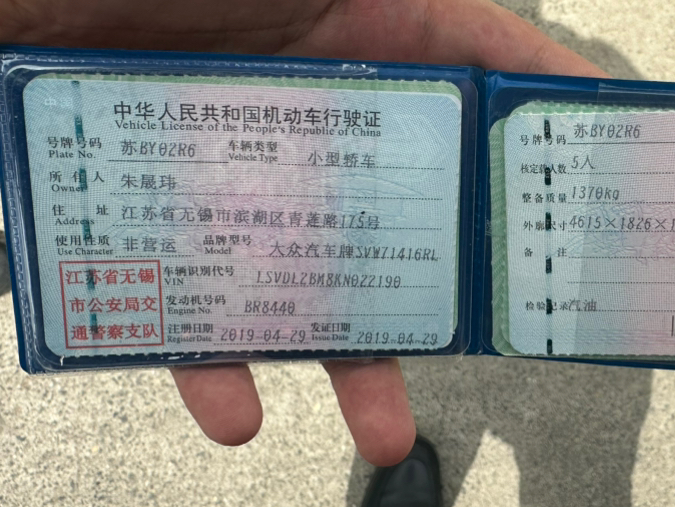 中华人民共和国机动车行驶证
Vehicle License of the People's Republic of China
号牌号码 苏BY02R6 车辆类型 小型轿车
Plate No. Vehicle Type
所有人 朱晟玮
Owner
住址 江苏省无锡市滨湖区青莲路175号
Address
使用性质 非营运 品牌型号 大众汽车牌SVW71416RL
Use Character Model
江苏省无锡
市公安局交
通警察支队
车辆识别代号 LSVDL2BM8KN022190
VIN
发动机号码 BR8440
Engine No.
注册日期 2019-04-29 发证日期 2019-04-29
Register Date Issue Date
号牌号码 苏BY02R6
核定载人数 5人
整备质量 1370kg
外廓尺寸 4615×1826×1
备注
检验记录 汽油